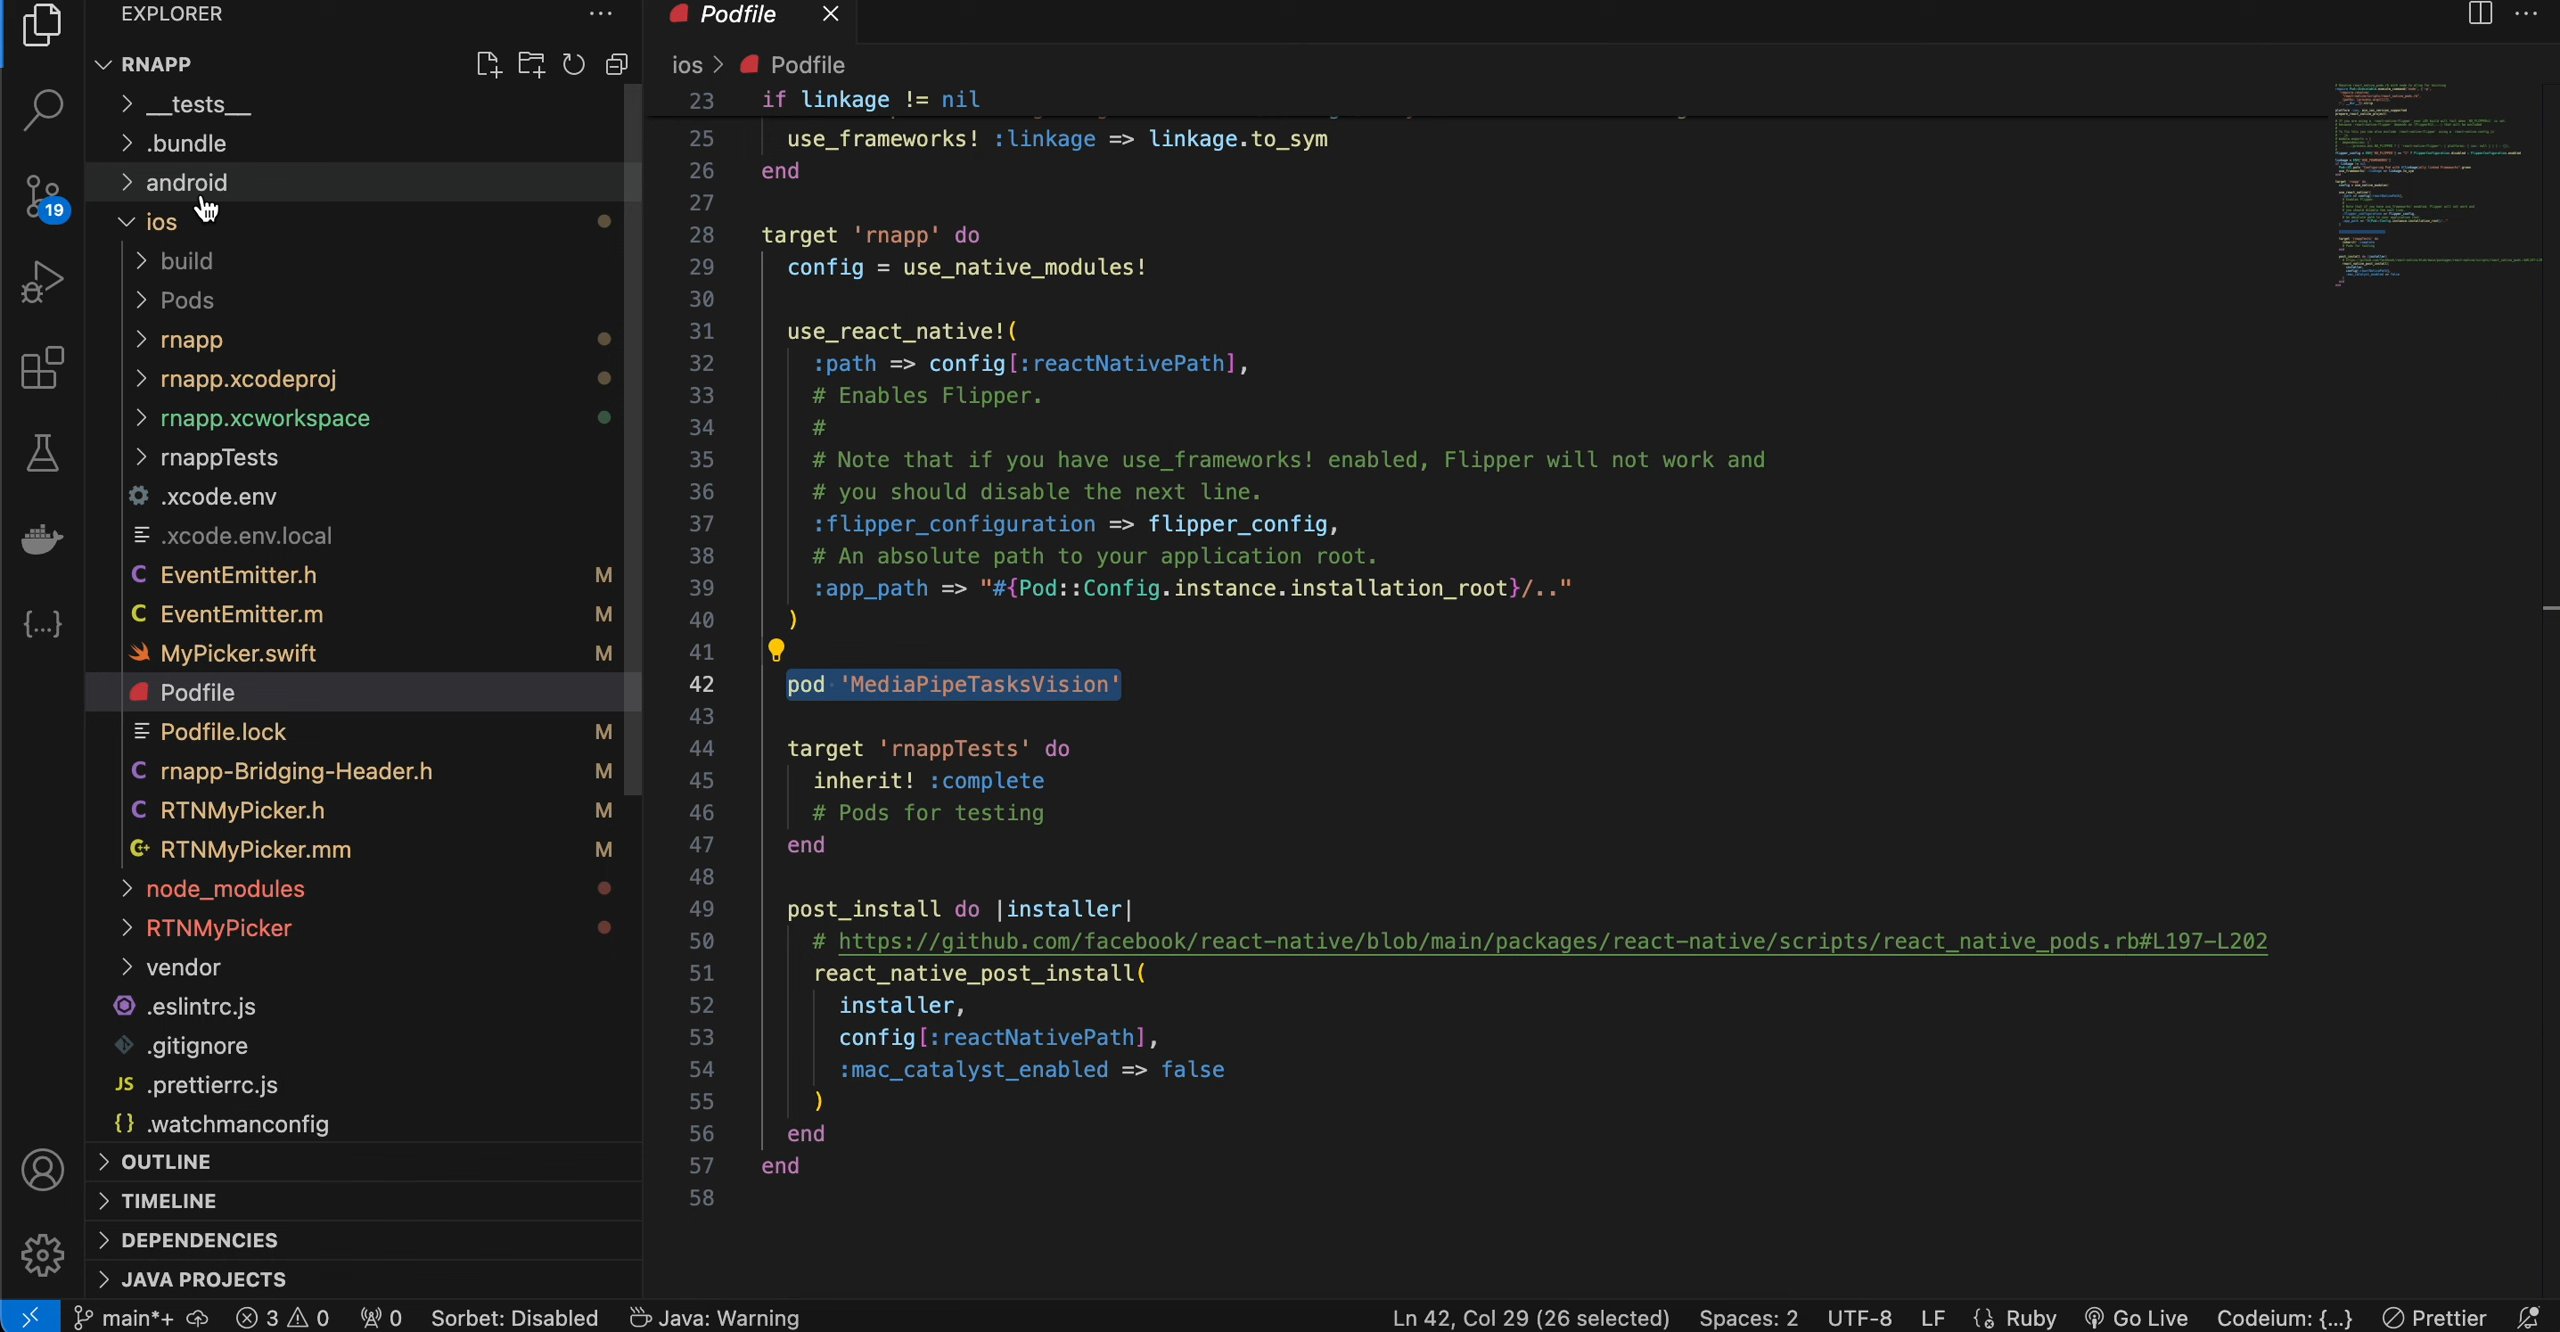 EXPLORER
RNAPP
__tests__
.bundle
android
ios
build
Pods
rnapp
rnapp.xcodeproj
rnapp.xcworkspace
rnappTests
.xcode.env
.xcode.env.local
C EventEmitter.h M
C EventEmitter.m M
MyPicker.swift M
Podfile
Podfile.lock M
C rnapp-Bridging-Header.h M
C RTNMyPicker.h M
C+ RTNMyPicker.mm M
node_modules
RTNMyPicker
vendor
.eslintrc.js
.gitignore
JS .prettierrc.js
{} .watchmanconfig
OUTLINE
TIMELINE
DEPENDENCIES
JAVA PROJECTS
19
{...}
Podfile
ios > Podfile
23 if linkage != nil
25 use_frameworks! :linkage => linkage.to_sym
26 end
27
28 target 'rnapp' do
29 config = use_native_modules!
30
31 use_react_native!(
32 :path => config[:reactNativePath],
33 # Enables Flipper.
34 #
35 # Note that if you have use_frameworks! enabled, Flipper will not work and
36 # you should disable the next line.
37 :flipper_configuration => flipper_config,
38 # An absolute path to your application root.
39 :app_path => "#{Pod::Config.instance.installation_root}/.."
40 )
41
42 pod 'MediaPipeTasksVision'
43
44 target 'rnappTests' do
45 inherit! :complete
46 # Pods for testing
47 end
48
49 post_install do |installer|
50 # https://github.com/facebook/react-native/blob/main/packages/react-native/scripts/react_native_pods.rb#L197-L202
51 react_native_post_install(
52 installer,
53 config[:reactNativePath],
54 :mac_catalyst_enabled => false
55 )
56 end
57 end
58
main*+ 3 0 0 Sorbet: Disabled Java: Warning Ln 42, Col 29 (26 selected) Spaces: 2 UTF-8 LF Ruby Go Live Codeium: {...} Prettier